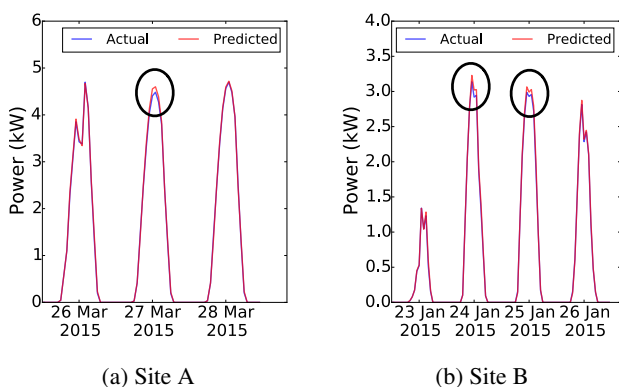 Actual Predicted
Power (kW)
6
5
4
3
2
1
0
26 Mar 2015
27 Mar 2015
28 Mar 2015
(a) Site A
Actual Predicted
Power (kW)
4.0
3.5
3.0
2.5
2.0
1.5
1.0
0.5
0.0
23 Jan 2015
24 Jan 2015
25 Jan 2015
26 Jan 2015
(b) Site B